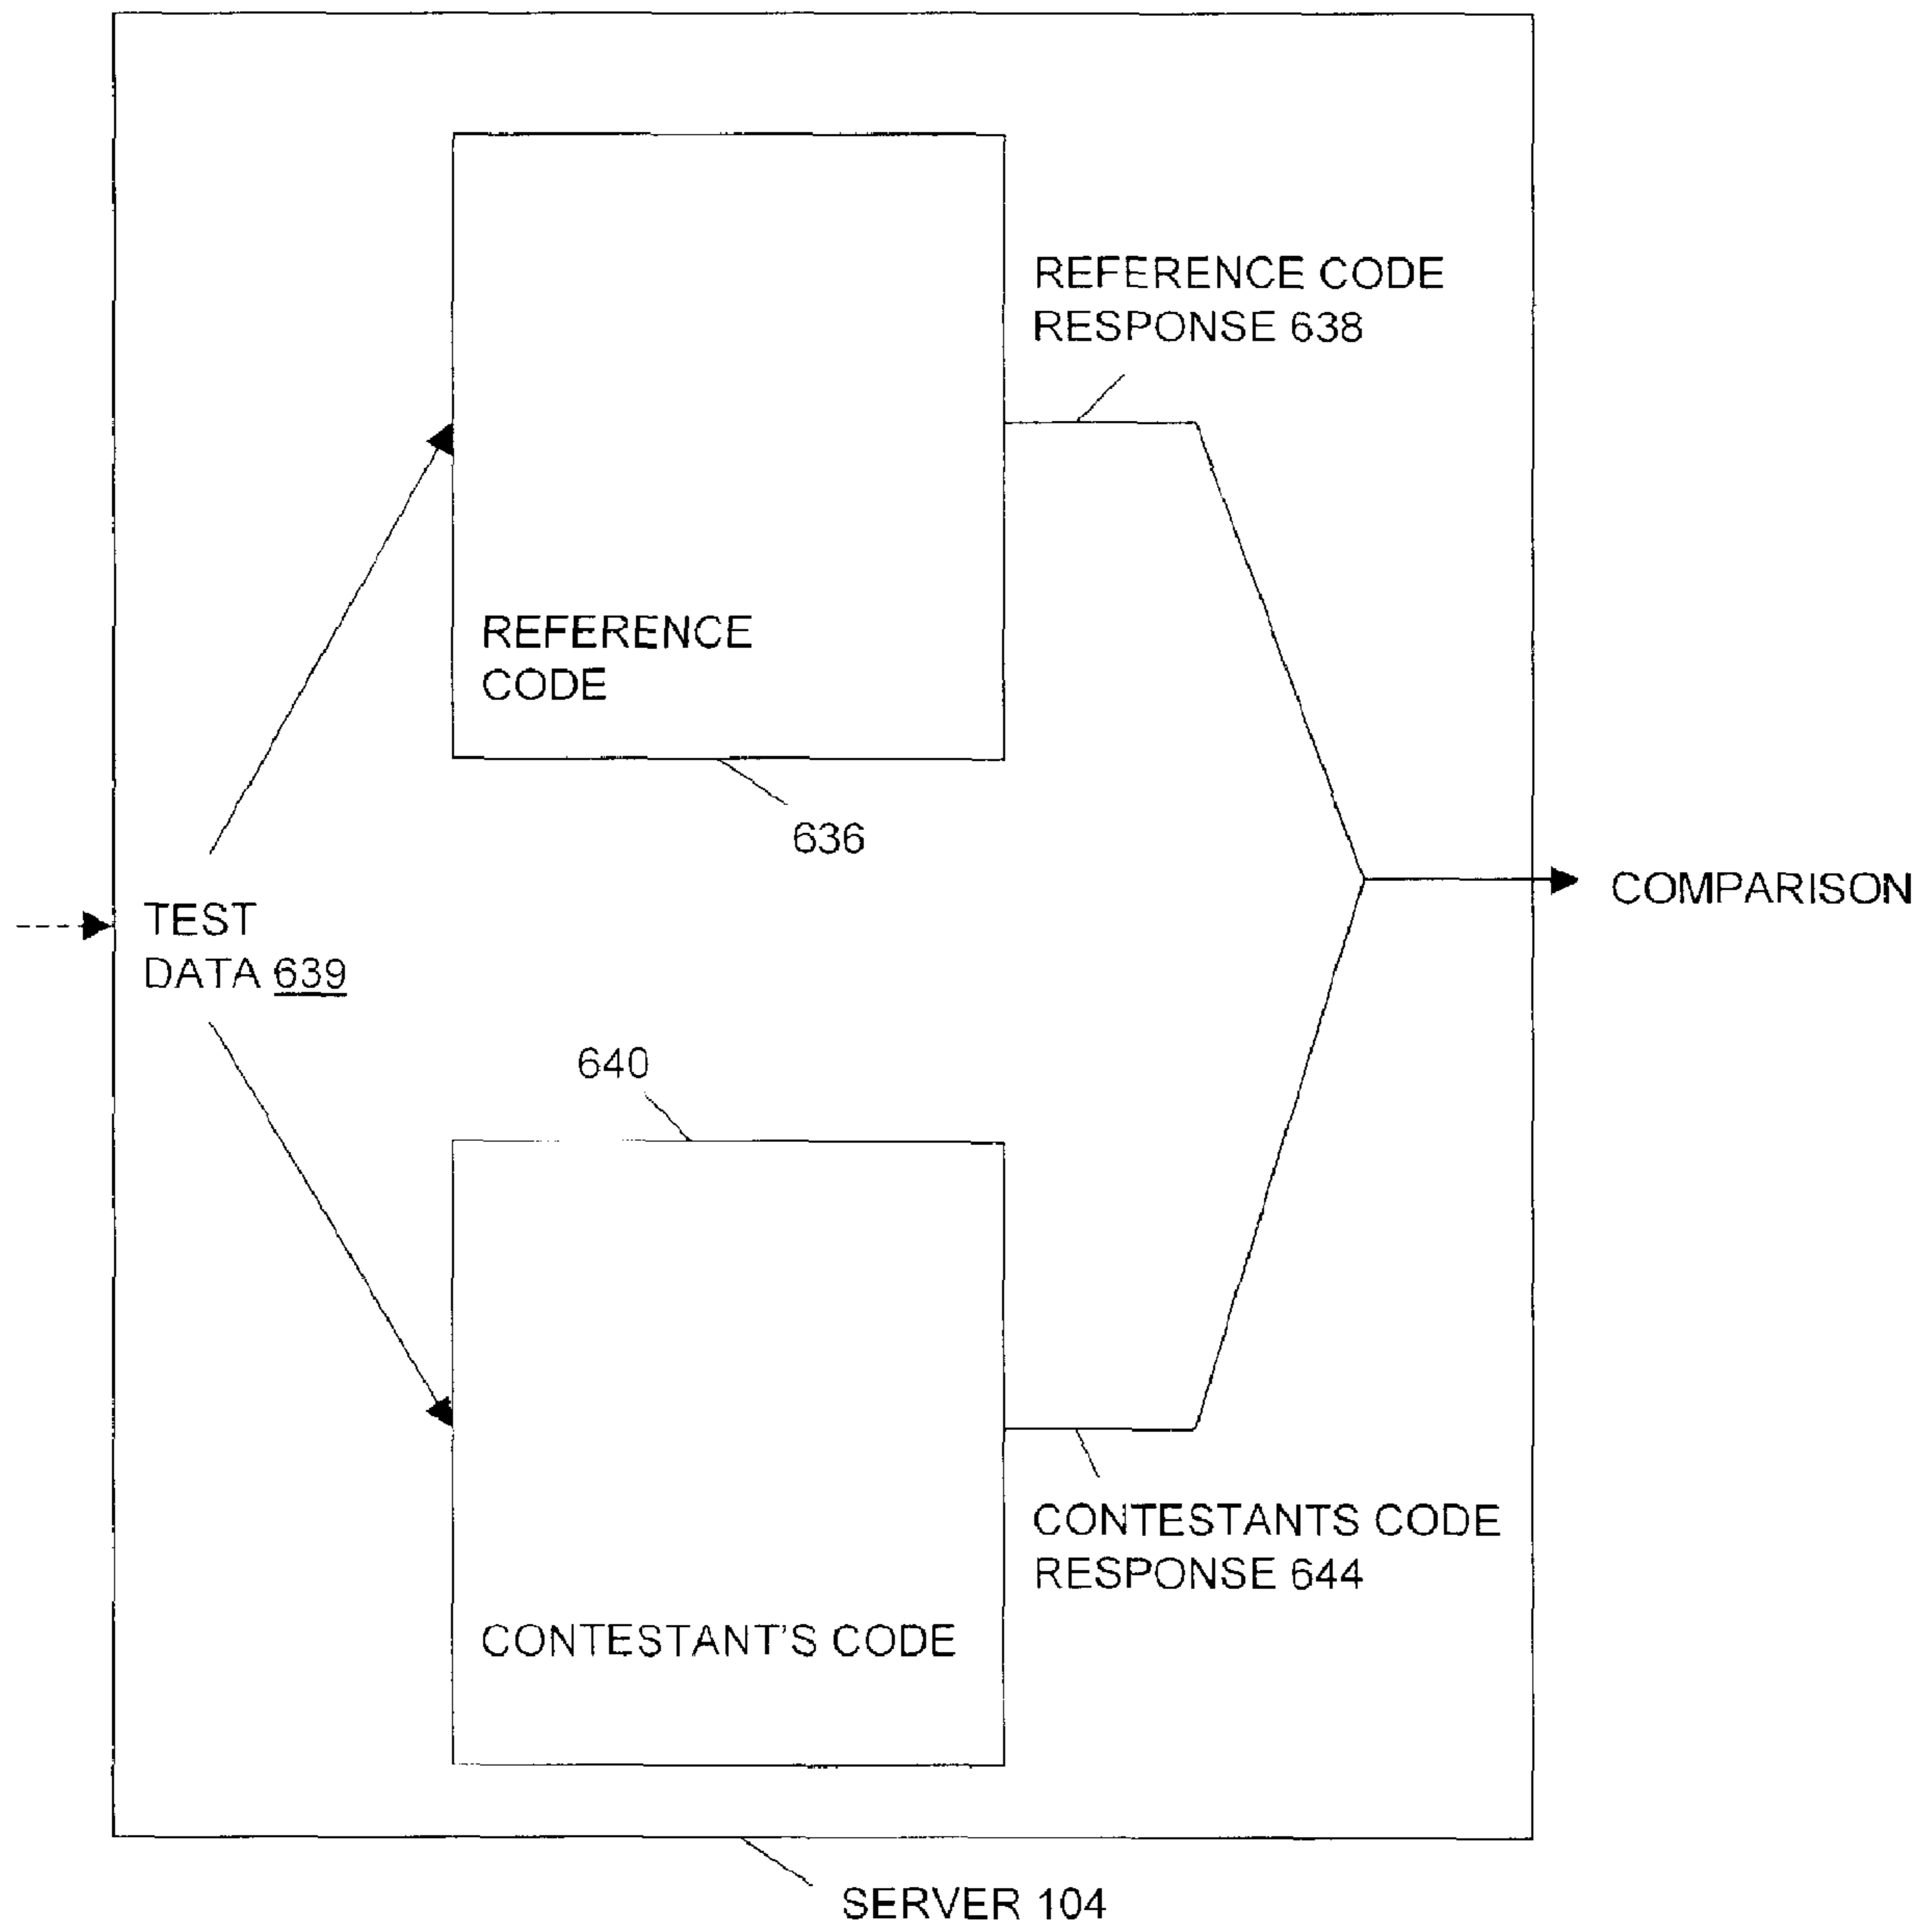 REFERENCE CODE
RESPONSE 638
REFERENCE
CODE
636
COMPARISON
TEST
DATA 639
640
CONTESTANTS CODE
RESPONSE 644
CONTESTANT'S CODE
SERVER 104